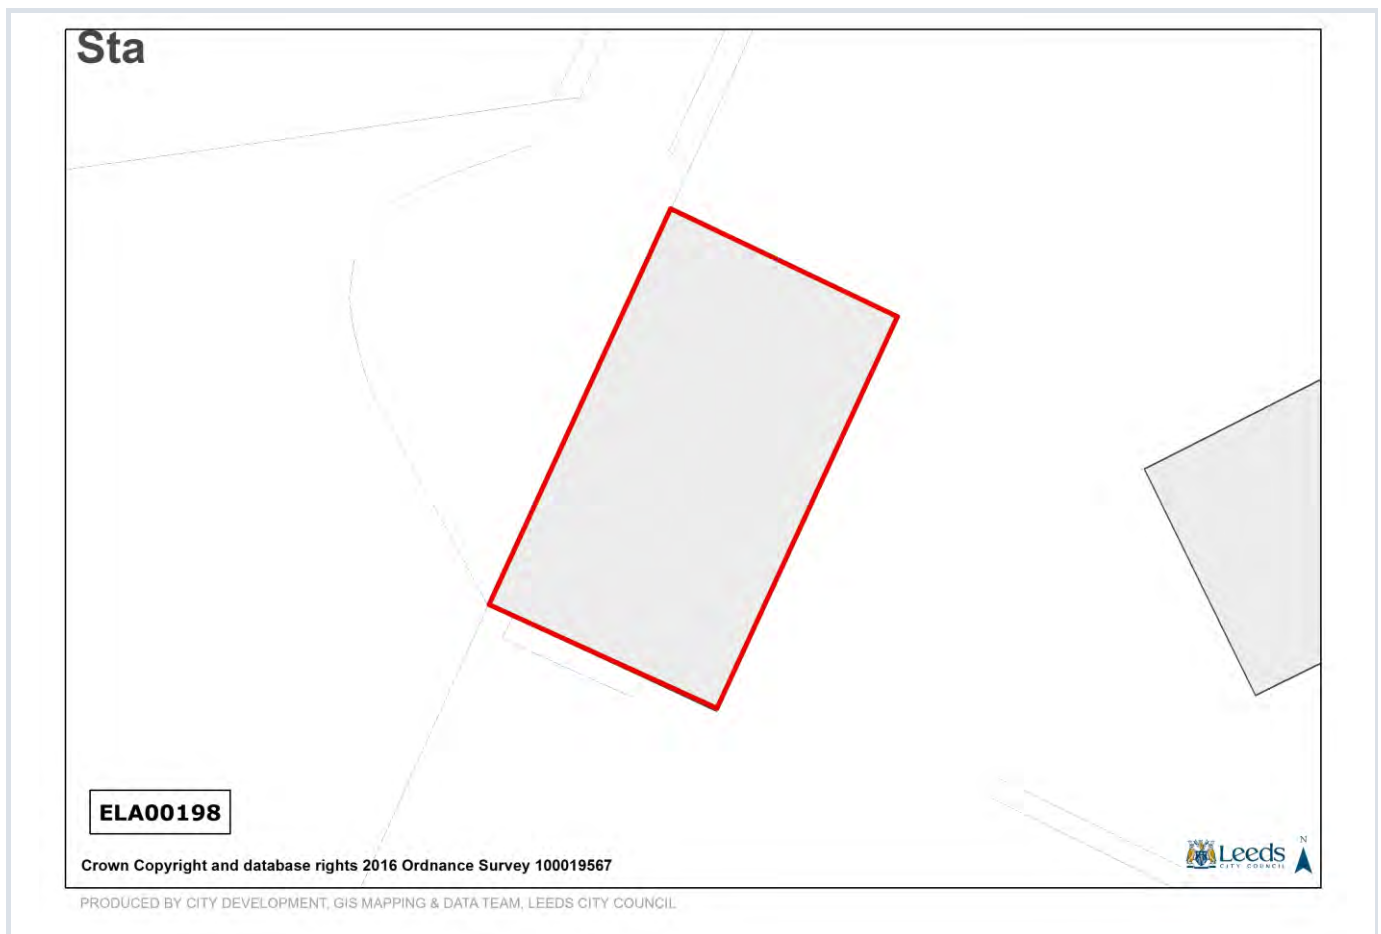 Sta
ELA00198
Crown Copyright and database rights 2016 Ordnance Survey 100019567
Leeds
CITY COUNCIL
N
PRODUCED BY CITY DEVELOPMENT, GIS MAPPING & DATA TEAM, LEEDS CITY COUNCIL